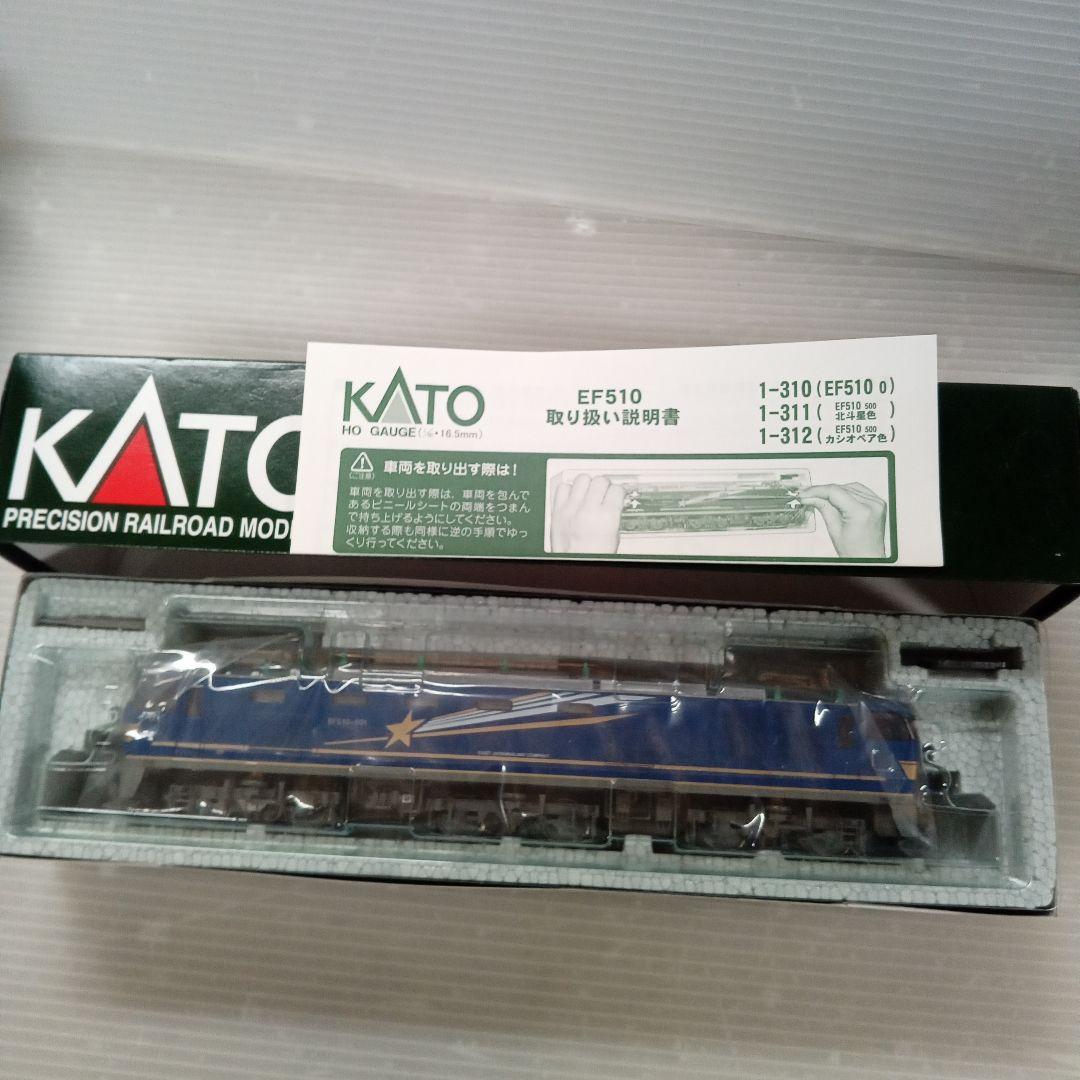 KATO
PRECISION RAILROAD MOD
KATO
HO GAUGE(1/80・16.5mm)
EF510
取り扱い説明書
1-310(EF510 0)
1-311(EF510 500 北斗星色)
1-312(EF510 500 カシオペア色)
(ご注意)
車両を取り出す際は!
車両を取り出す際は、車両を包んで
あるビニールシートの両端をつまん
で持ち上げるようにしてください。
収納する際も同様に逆の手順でゆっ
くり行ってください。